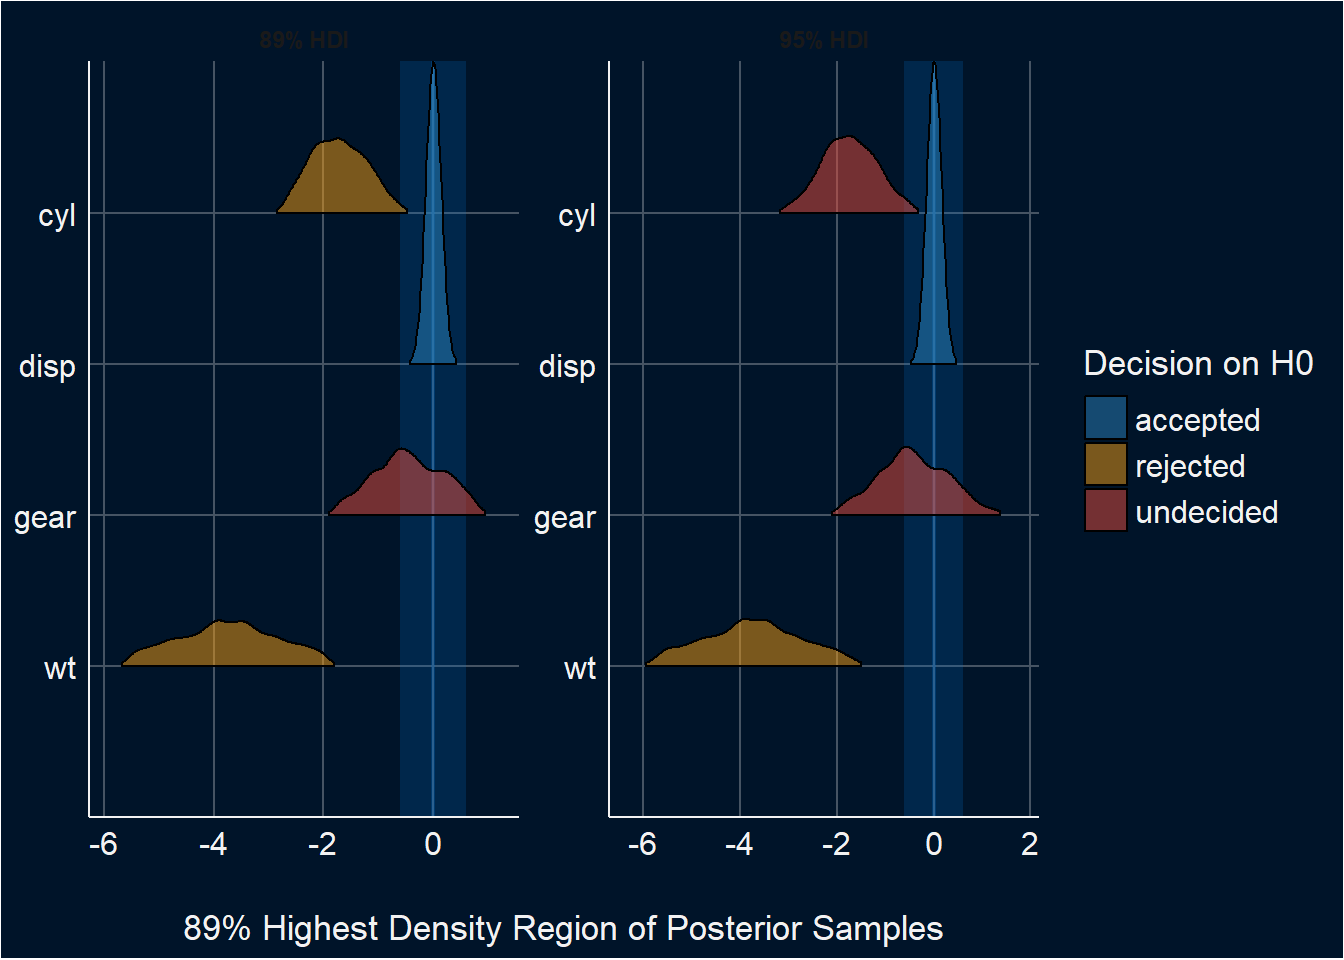 89% HDI
95% HDI
cyl
disp
gear
wt
cyl
disp
gear
wt
-6 -4 -2 0
-6 -4 -2 0 2
89% Highest Density Region of Posterior Samples
Decision on H0
accepted
rejected
undecided